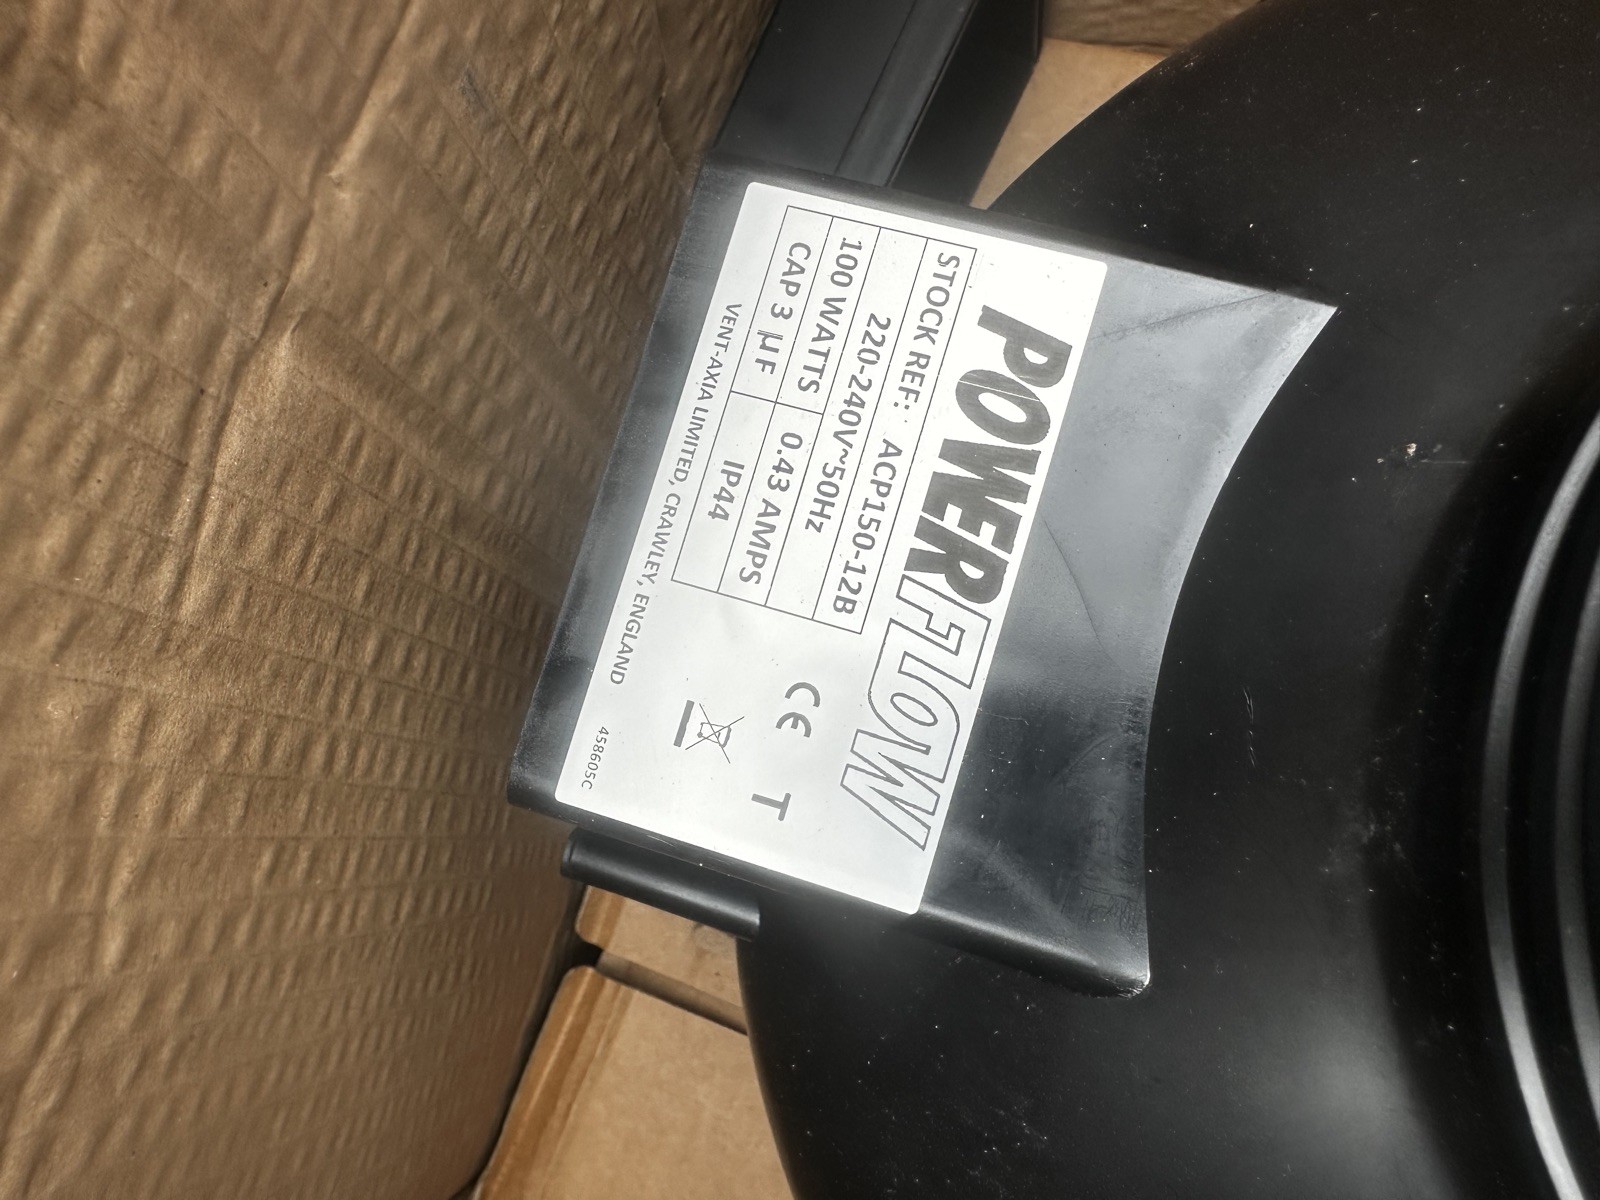 POWERFLOW
STOCK REF: ACP150-12B
220-240V~50Hz
100 WATTS 0.43 AMPS
CAP 3 µF IP44
VENT-AXIA LIMITED, CRAWLEY, ENGLAND
CE T
458605C